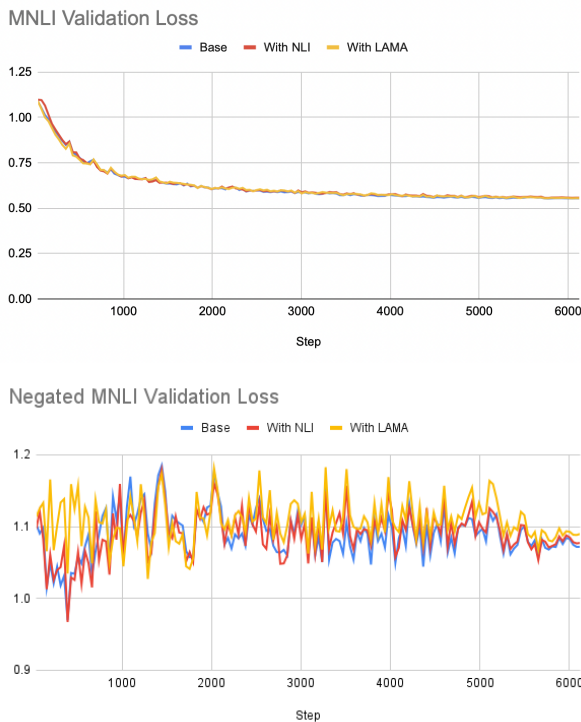 MNLI Validation Loss
Base With NLI With LAMA
1.25
1.00
0.75
0.50
0.25
0.00
1000 2000 3000 4000 5000 6000
Step
Negated MNLI Validation Loss
Base With NLI With LAMA
1.2
1.1
1.0
0.9
1000 2000 3000 4000 5000 6000
Step